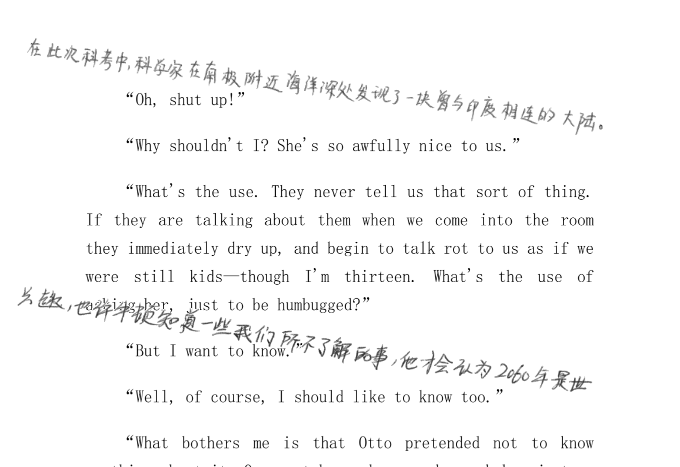 在此次科考中,科学家在南极附近海洋深处发现了一块曾与印度相连的大陆。
“Oh, shut up!”
“Why shouldn't I? She's so awfully nice to us.”
“What's the use. They never tell us that sort of thing.
If they are talking about them when we come into the room
they immediately dry up, and begin to talk rot to us as if we
were still kids—though I'm thirteen. What's the use of
her, just to be humbugged?”
兴趣,也许牛顿知道一些我们所不了解的事,他才会认为2060年是世
“But I want to know.”
“Well, of course, I should like to know too.”
“What bothers me is that Otto pretended not to know